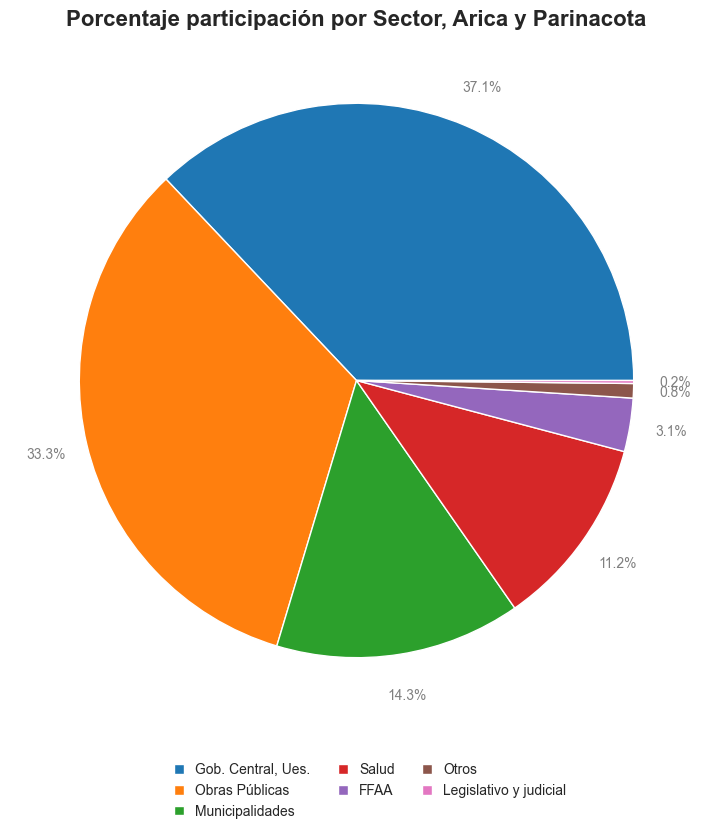 Porcentaje participación por Sector, Arica y Parinacota
37.1%
33.3%
0.2%
0.8%
3.1%
11.2%
14.3%
Gob. Central, Ues.
Obras Públicas
Municipalidades
Salud
FFAA
Otros
Legislativo y judicial